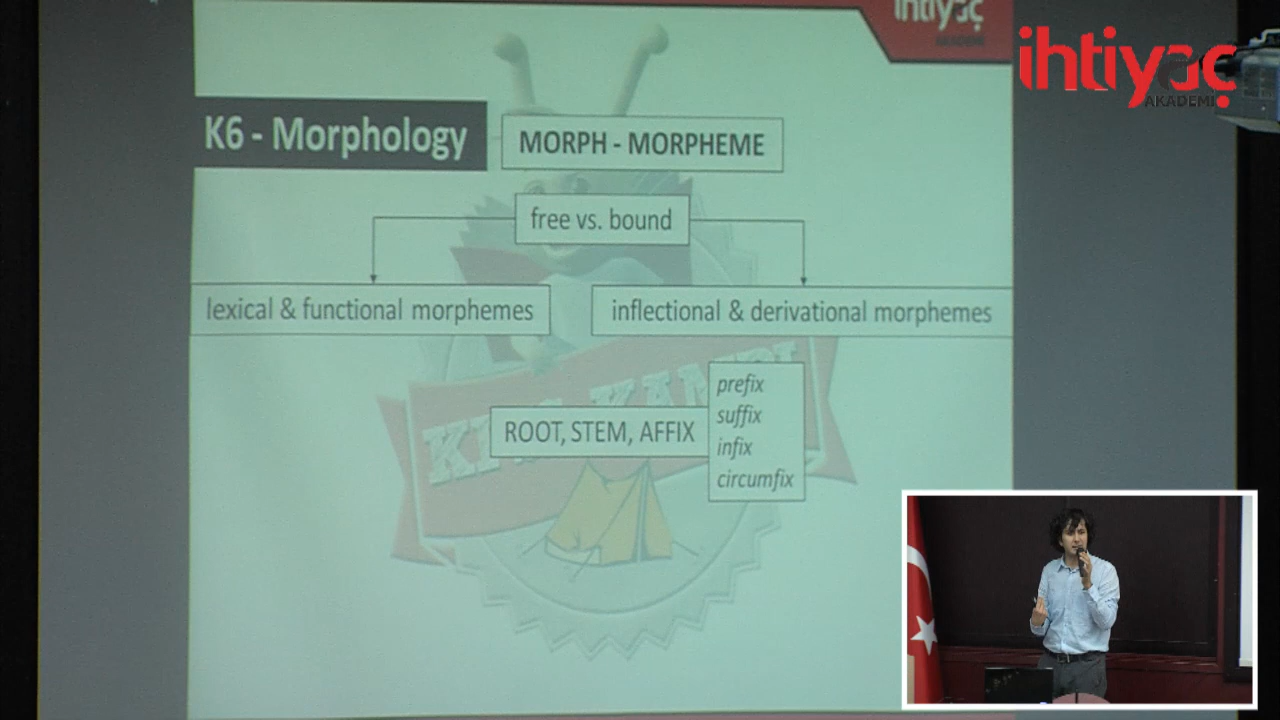 ihtiyaç
AKADEMİ
ihtiyaç
AKADEMİ
K6 - Morphology
MORPH - MORPHEME
free vs. bound
lexical & functional morphemes
inflectional & derivational morphemes
prefix
suffix
infix
circumfix
ROOT, STEM, AFFIX